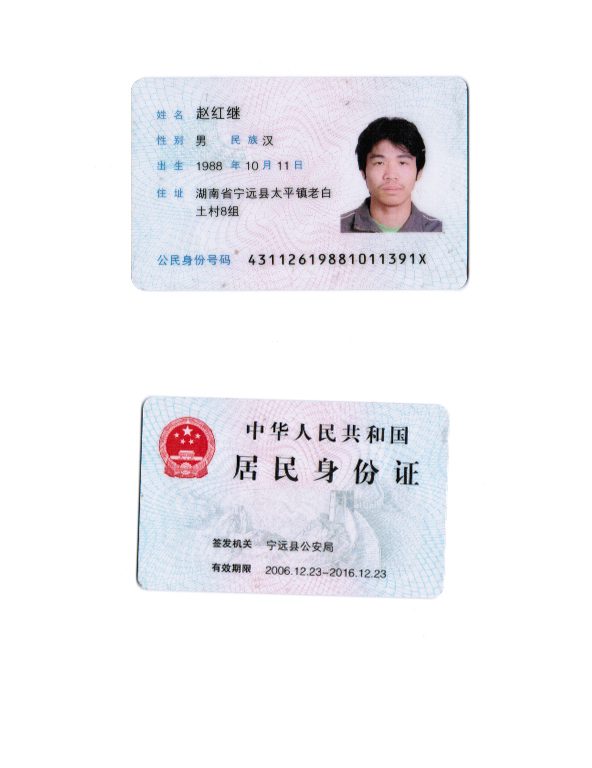 姓名 赵红继
性别 男 民族 汉
出生 1988 年 10 月 11 日
住址 湖南省宁远县太平镇老白
土村8组
公民身份号码 43112619881011391X
中华人民共和国
居民身份证
签发机关 宁远县公安局
有效期限 2006.12.23-2016.12.23